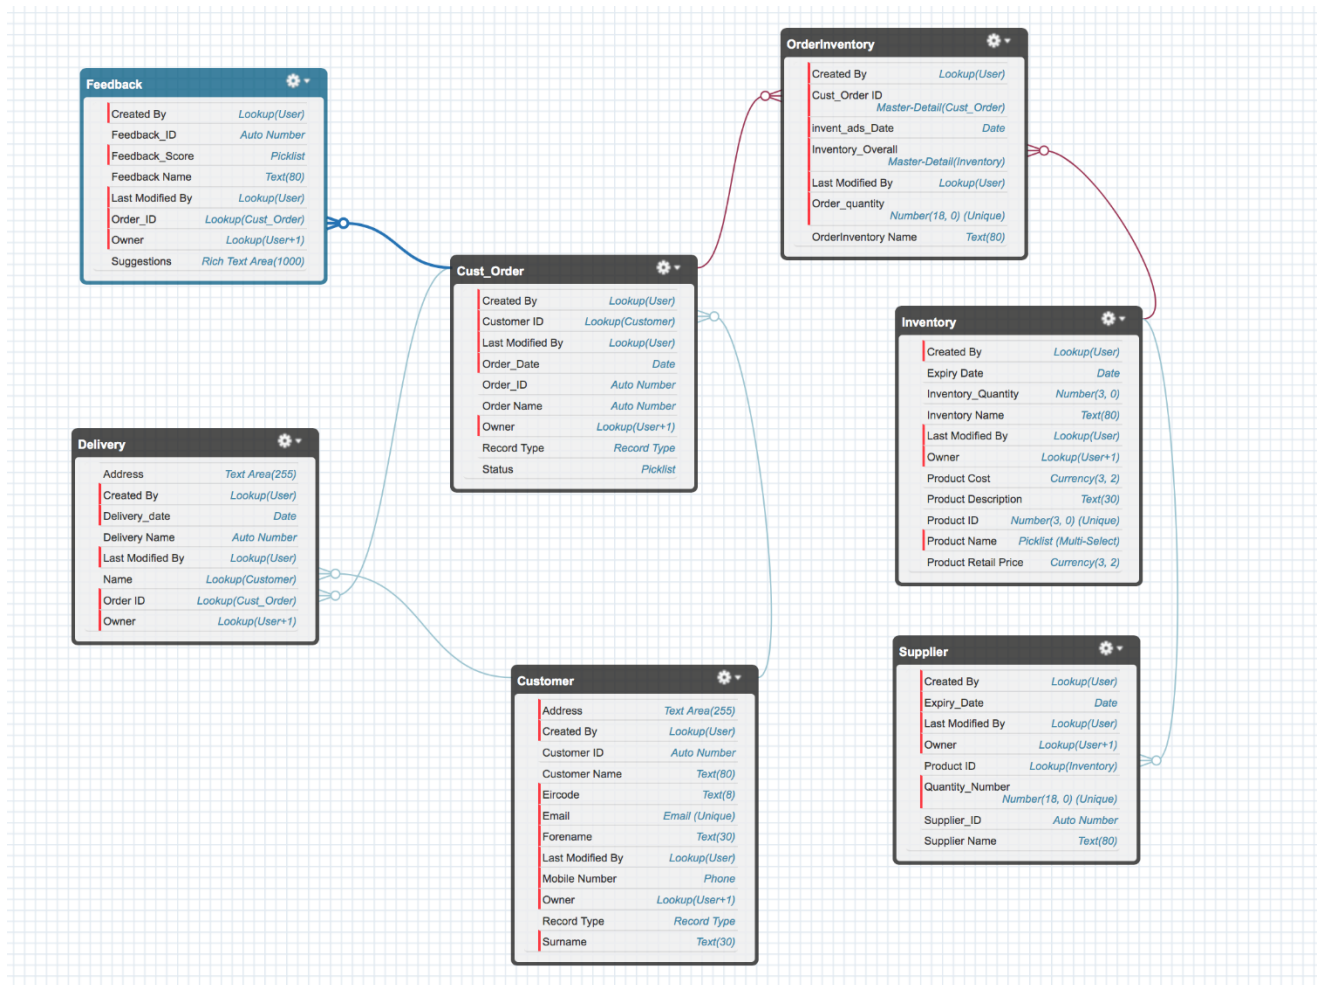 Feedback
Created By Lookup(User)
Feedback_ID Auto Number
Feedback_Score Picklist
Feedback Name Text(80)
Last Modified By Lookup(User)
Order_ID Lookup(Cust_Order)
Owner Lookup(User+1)
Suggestions Rich Text Area(1000)
OrderInventory
Created By Lookup(User)
Cust_Order ID
Master-Detail(Cust_Order)
invent_ads_Date Date
Inventory_Overall
Master-Detail(Inventory)
Last Modified By Lookup(User)
Order_quantity
Number(18, 0) (Unique)
OrderInventory Name Text(80)
Cust_Order
Created By Lookup(User)
Customer ID Lookup(Customer)
Last Modified By Lookup(User)
Order_Date Date
Order_ID Auto Number
Order Name Auto Number
Owner Lookup(User+1)
Record Type Record Type
Status Picklist
Inventory
Created By Lookup(User)
Expiry Date Date
Inventory_Quantity Number(3, 0)
Inventory Name Text(80)
Last Modified By Lookup(User)
Owner Lookup(User+1)
Product Cost Currency(3, 2)
Product Description Text(30)
Product ID Number(3, 0) (Unique)
Product Name Picklist (Multi-Select)
Product Retail Price Currency(3, 2)
Delivery
Address Text Area(255)
Created By Lookup(User)
Delivery_date Date
Delivery Name Auto Number
Last Modified By Lookup(User)
Name Lookup(Customer)
Order ID Lookup(Cust_Order)
Owner Lookup(User+1)
Customer
Address Text Area(255)
Created By Lookup(User)
Customer ID Auto Number
Customer Name Text(80)
Eircode Text(8)
Email Email (Unique)
Forename Text(30)
Last Modified By Lookup(User)
Mobile Number Phone
Owner Lookup(User+1)
Record Type Record Type
Surname Text(30)
Supplier
Created By Lookup(User)
Expiry_Date Date
Last Modified By Lookup(User)
Owner Lookup(User+1)
Product ID Lookup(Inventory)
Quantity_Number
Number(18, 0) (Unique)
Supplier_ID Auto Number
Supplier Name Text(80)